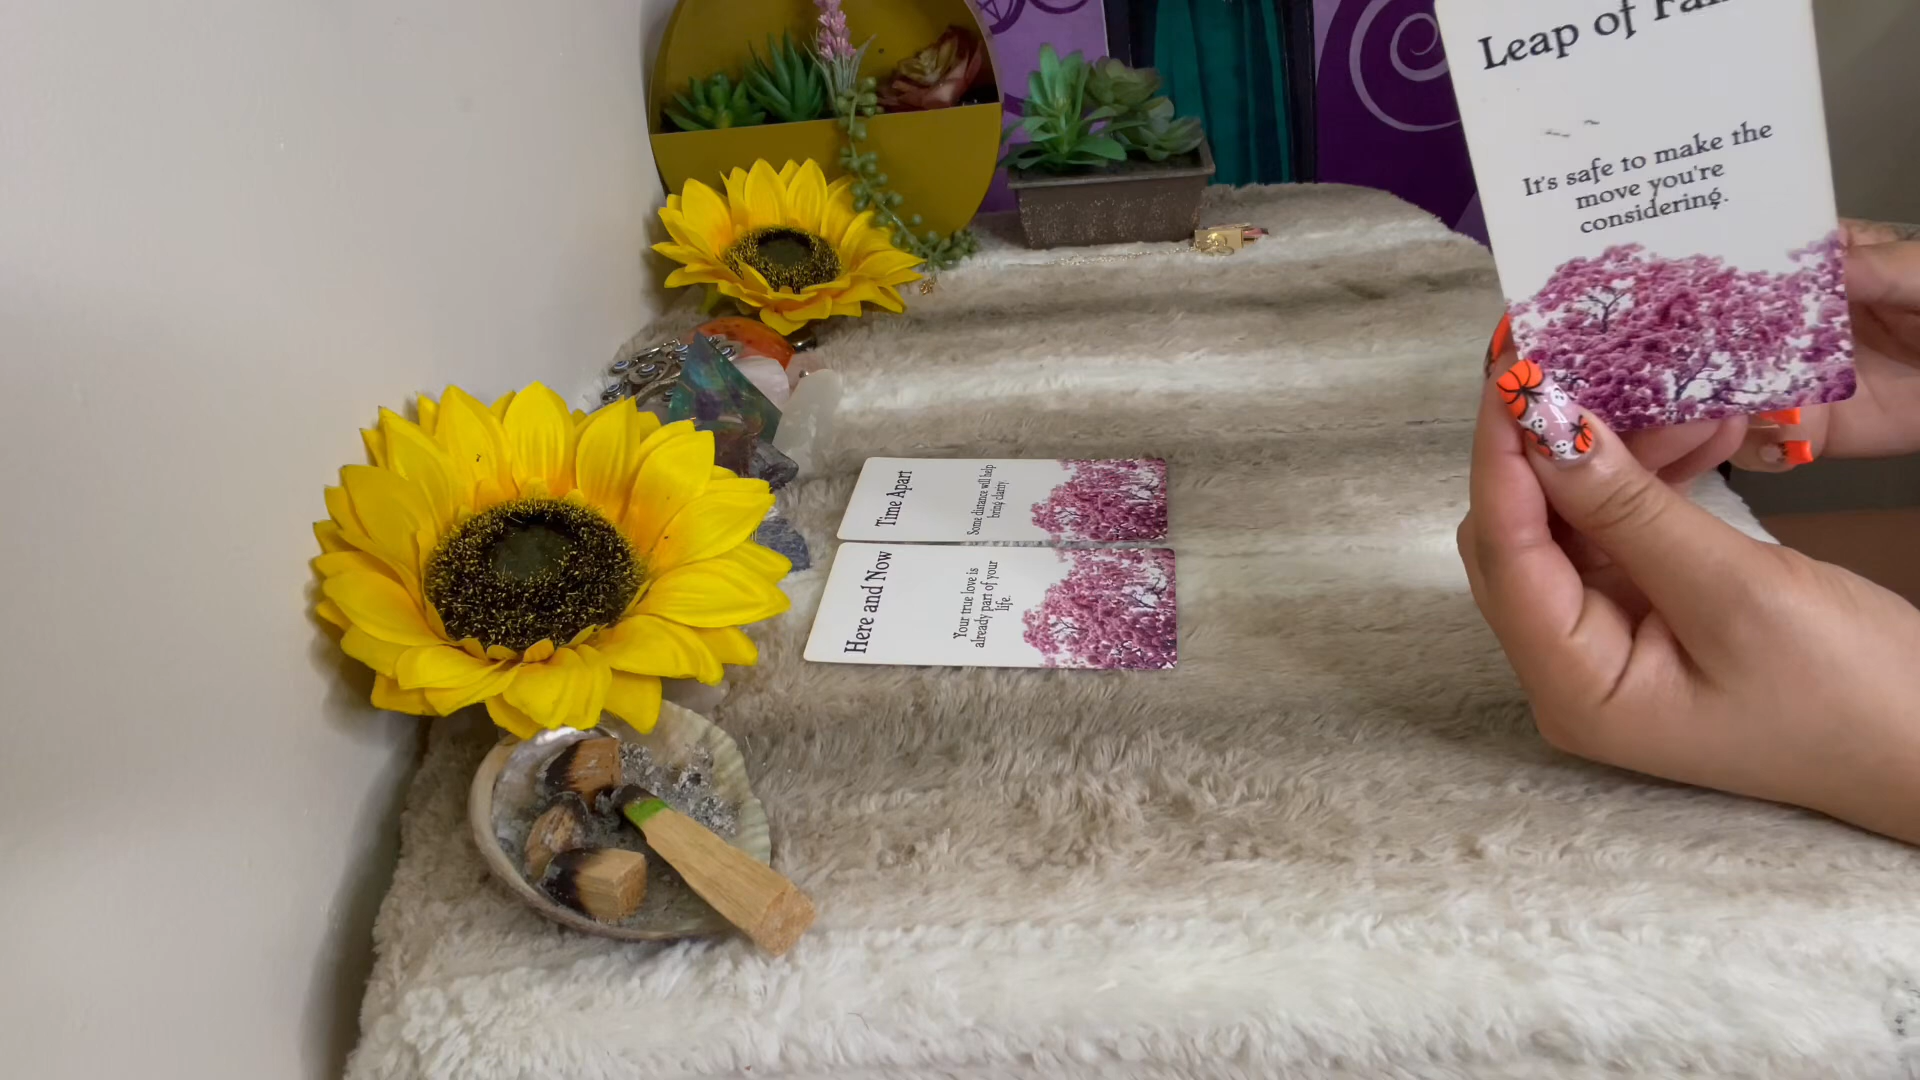 Leap of
It's safe to make the
move you're
considering.
Time Apart
Some distance will help
bring clarity.
Here and Now
Your true love is
already part of your
life.